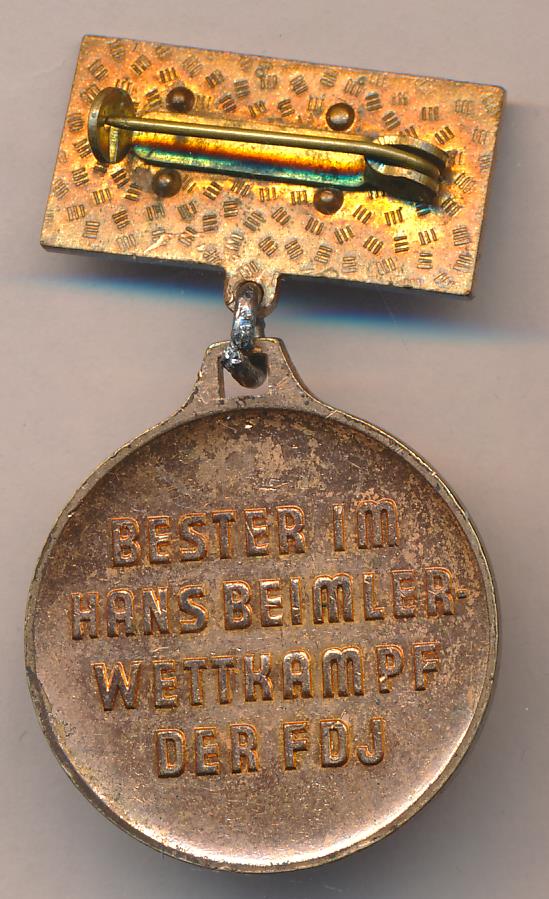 BESTER IM
HANS BEIMLER-
WETTKAMPF
DER FDJ